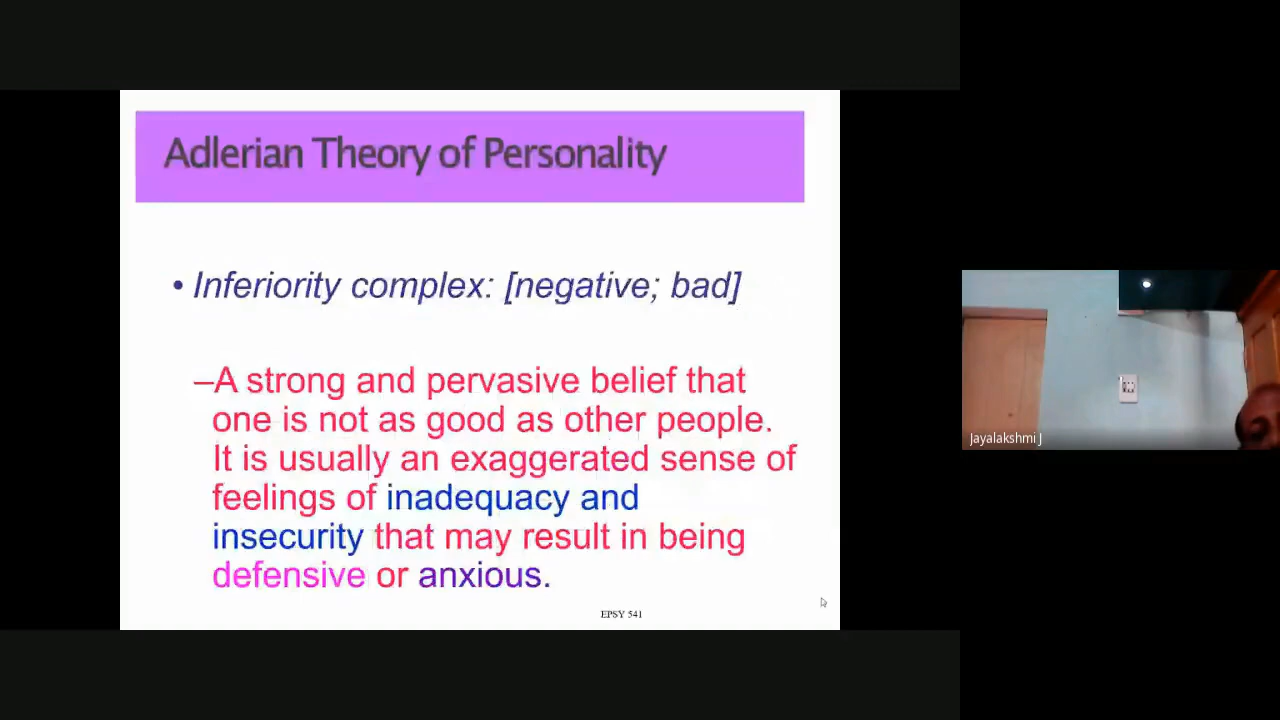 Adlerian Theory of Personality
• Inferiority complex: [negative; bad]
–A strong and pervasive belief that
one is not as good as other people.
It is usually an exaggerated sense of
feelings of inadequacy and
insecurity that may result in being
defensive or anxious.
EPSY 541
Jayalakshmi J